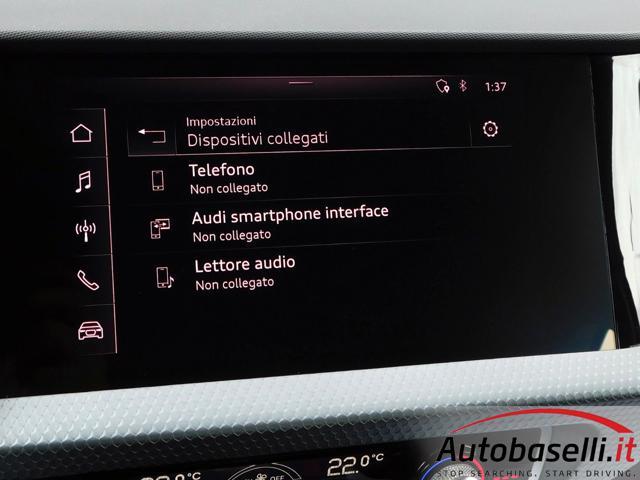 1:37
Impostazioni
Dispositivi collegati
Telefono
Non collegato
Audi smartphone interface
Non collegato
Lettore audio
Non collegato
22.0°C
OFF
Autobaselli.it
STOP SEARCHING, START DRIVING.